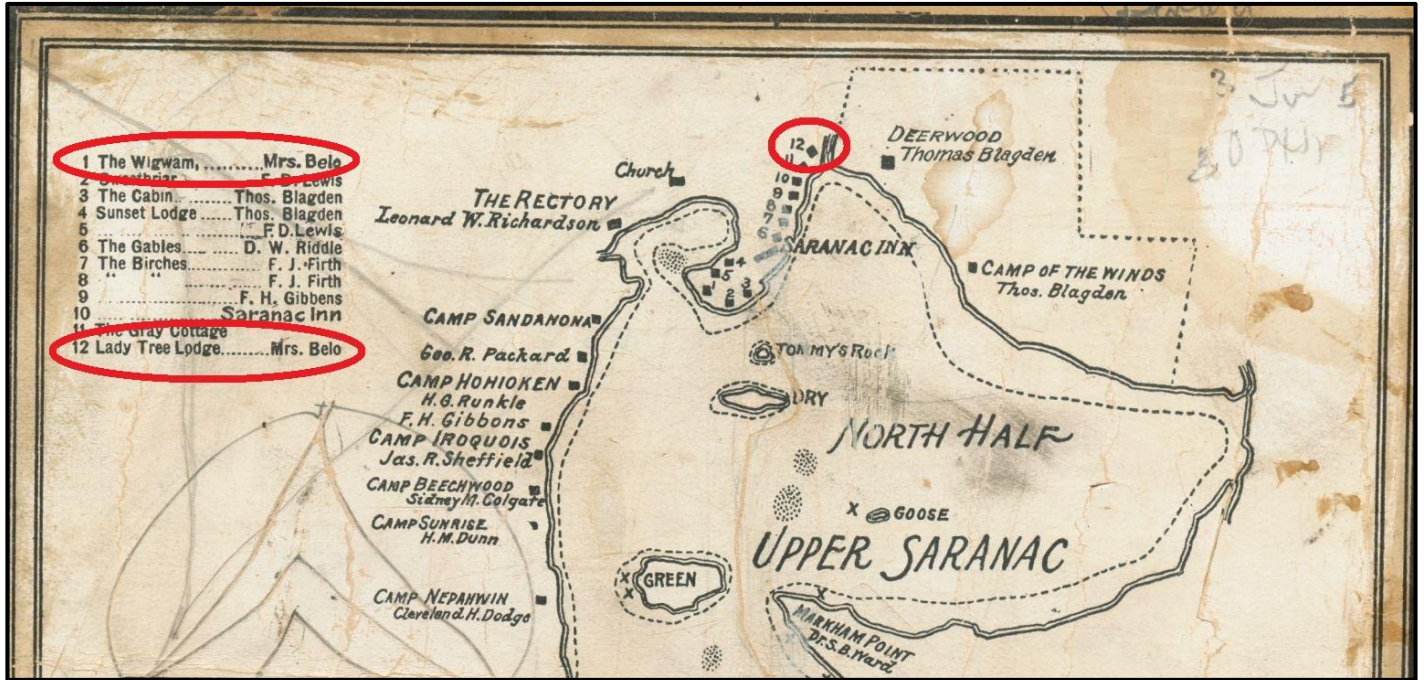 1 The Wigwam, ......... Mrs. Belo
2 Sweetbriar F. D. Lewis
3 The Cabin ......... Thos. Blagden
4 Sunset Lodge ...... Thos. Blagden
5 ......... F.D. Lewis
6 The Gables ......... D. W. Riddle
7 The Birches ......... F. J. Firth
8 " " ......... F. J. Firth
9 ......... F. H. Gibbens
10 ......... Saranac Inn
11 The Gray Cottage
12 Lady Tree Lodge ........ Mrs. Belo
12
11
10
9
8
7
6
4
5
1
2
3
DEERWOOD
Thomas Blagden
Church
THE RECTORY
Leonard W. Richardson
SARANAC INN
CAMP OF THE WINDS
Thos. Blagden
CAMP SANDANONA
Geo. R. Packard
TOMMY'S Rock
CAMP HOHIOKEN
H.G. Runkle
DRY
F. H. Gibbons
CAMP IROQUOIS
Jas. R. Sheffield
NORTH HALF
CAMP BEECHWOOD
Sidney M. Colgate
X GOOSE
CAMP SUNRISE
H.M. Dunn
UPPER SARANAC
X
X
GREEN
CAMP NEPAHWIN
Cleveland H. Dodge
X
MARKHAM POINT
Dr. S.B. Ward